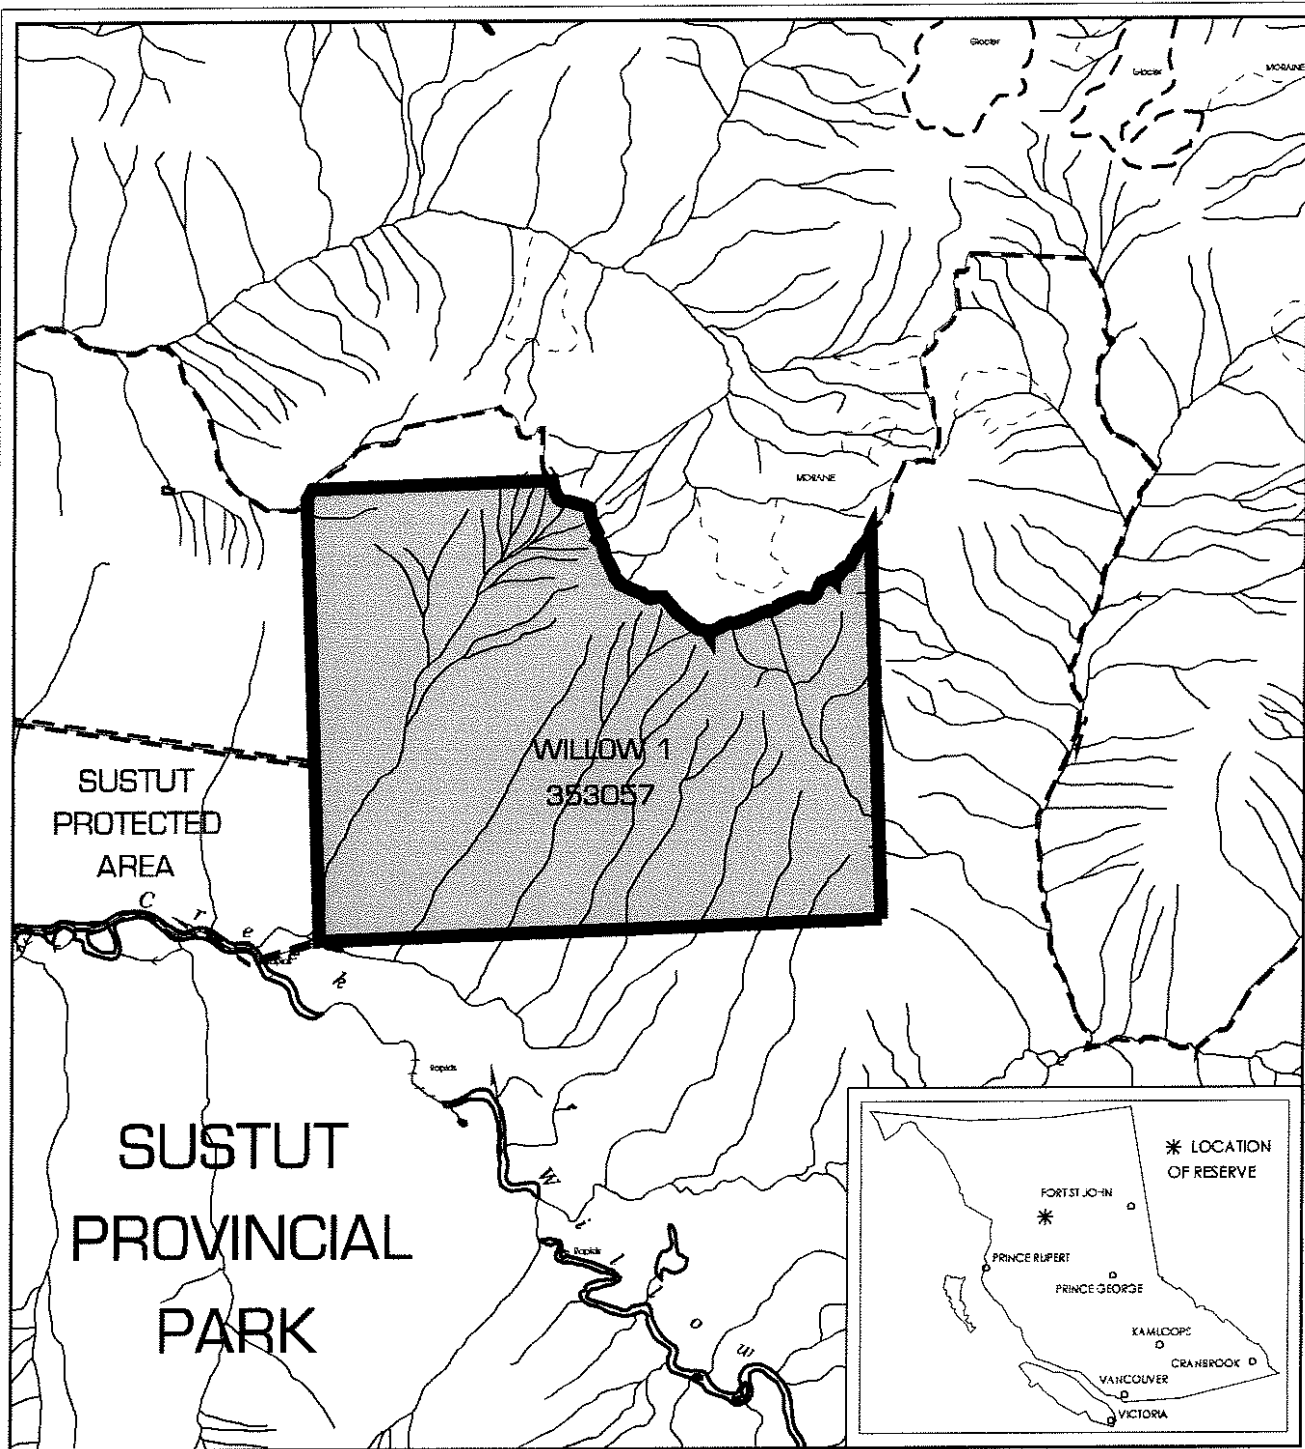 Glacier
Glacier
MORAINE
MORAINE
WILLOW 1
353057
SUSTUT
PROTECTED
AREA
C r e k
Rapids
SUSTUT
PROVINCIAL
PARK
W i l l o w
Rapids
LOCATION
OF RESERVE
FORT ST JOHN
PRINCE RUPERT
PRINCE GEORGE
KAMLOOPS
CRANBROOK
VANCOUVER
VICTORIA